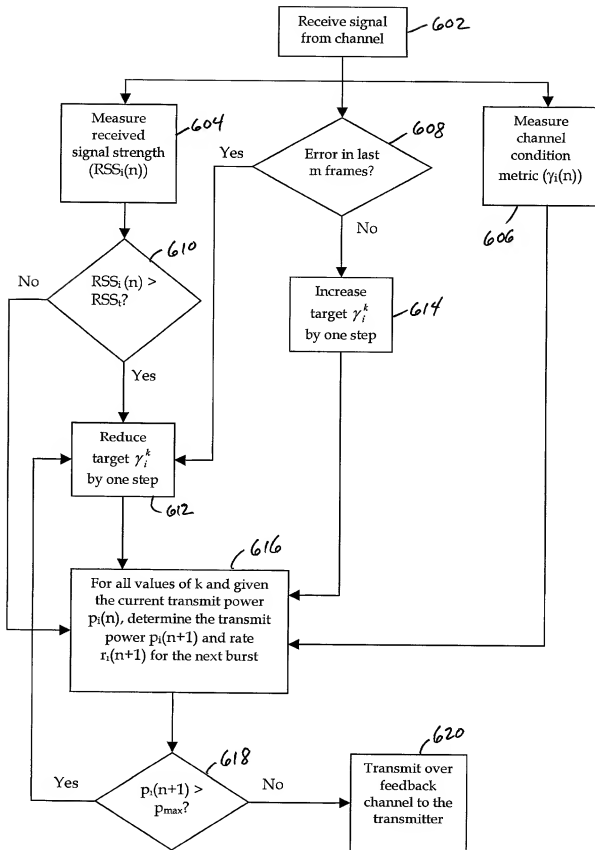 Receive signal
from channel
602
Measure
received
signal strength
(RSSᵢ(n))
604
Error in last
m frames?
608
Measure
channel
condition
metric (γᵢ(n))
606
Yes
No
610
RSSᵢ(n) >
RSSₜ?
No
Yes
Increase
target γᵢᵏ
by one step
614
Reduce
target γᵢᵏ
by one step
612
616
For all values of k and given
the current transmit power
pᵢ(n), determine the transmit
power pᵢ(n+1) and rate
rᵢ(n+1) for the next burst
618
pᵢ(n+1) >
pmax?
Yes
No
620
Transmit over
feedback
channel to the
transmitter